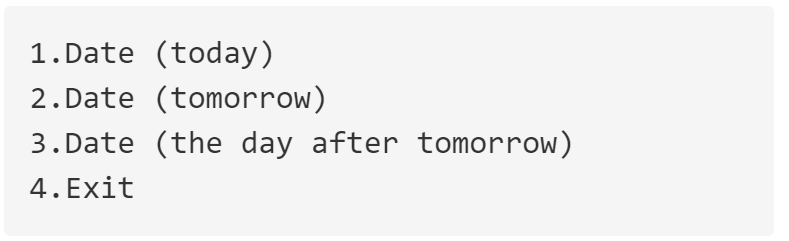 1.Date (today)
2.Date (tomorrow)
3.Date (the day after tomorrow)
4.Exit